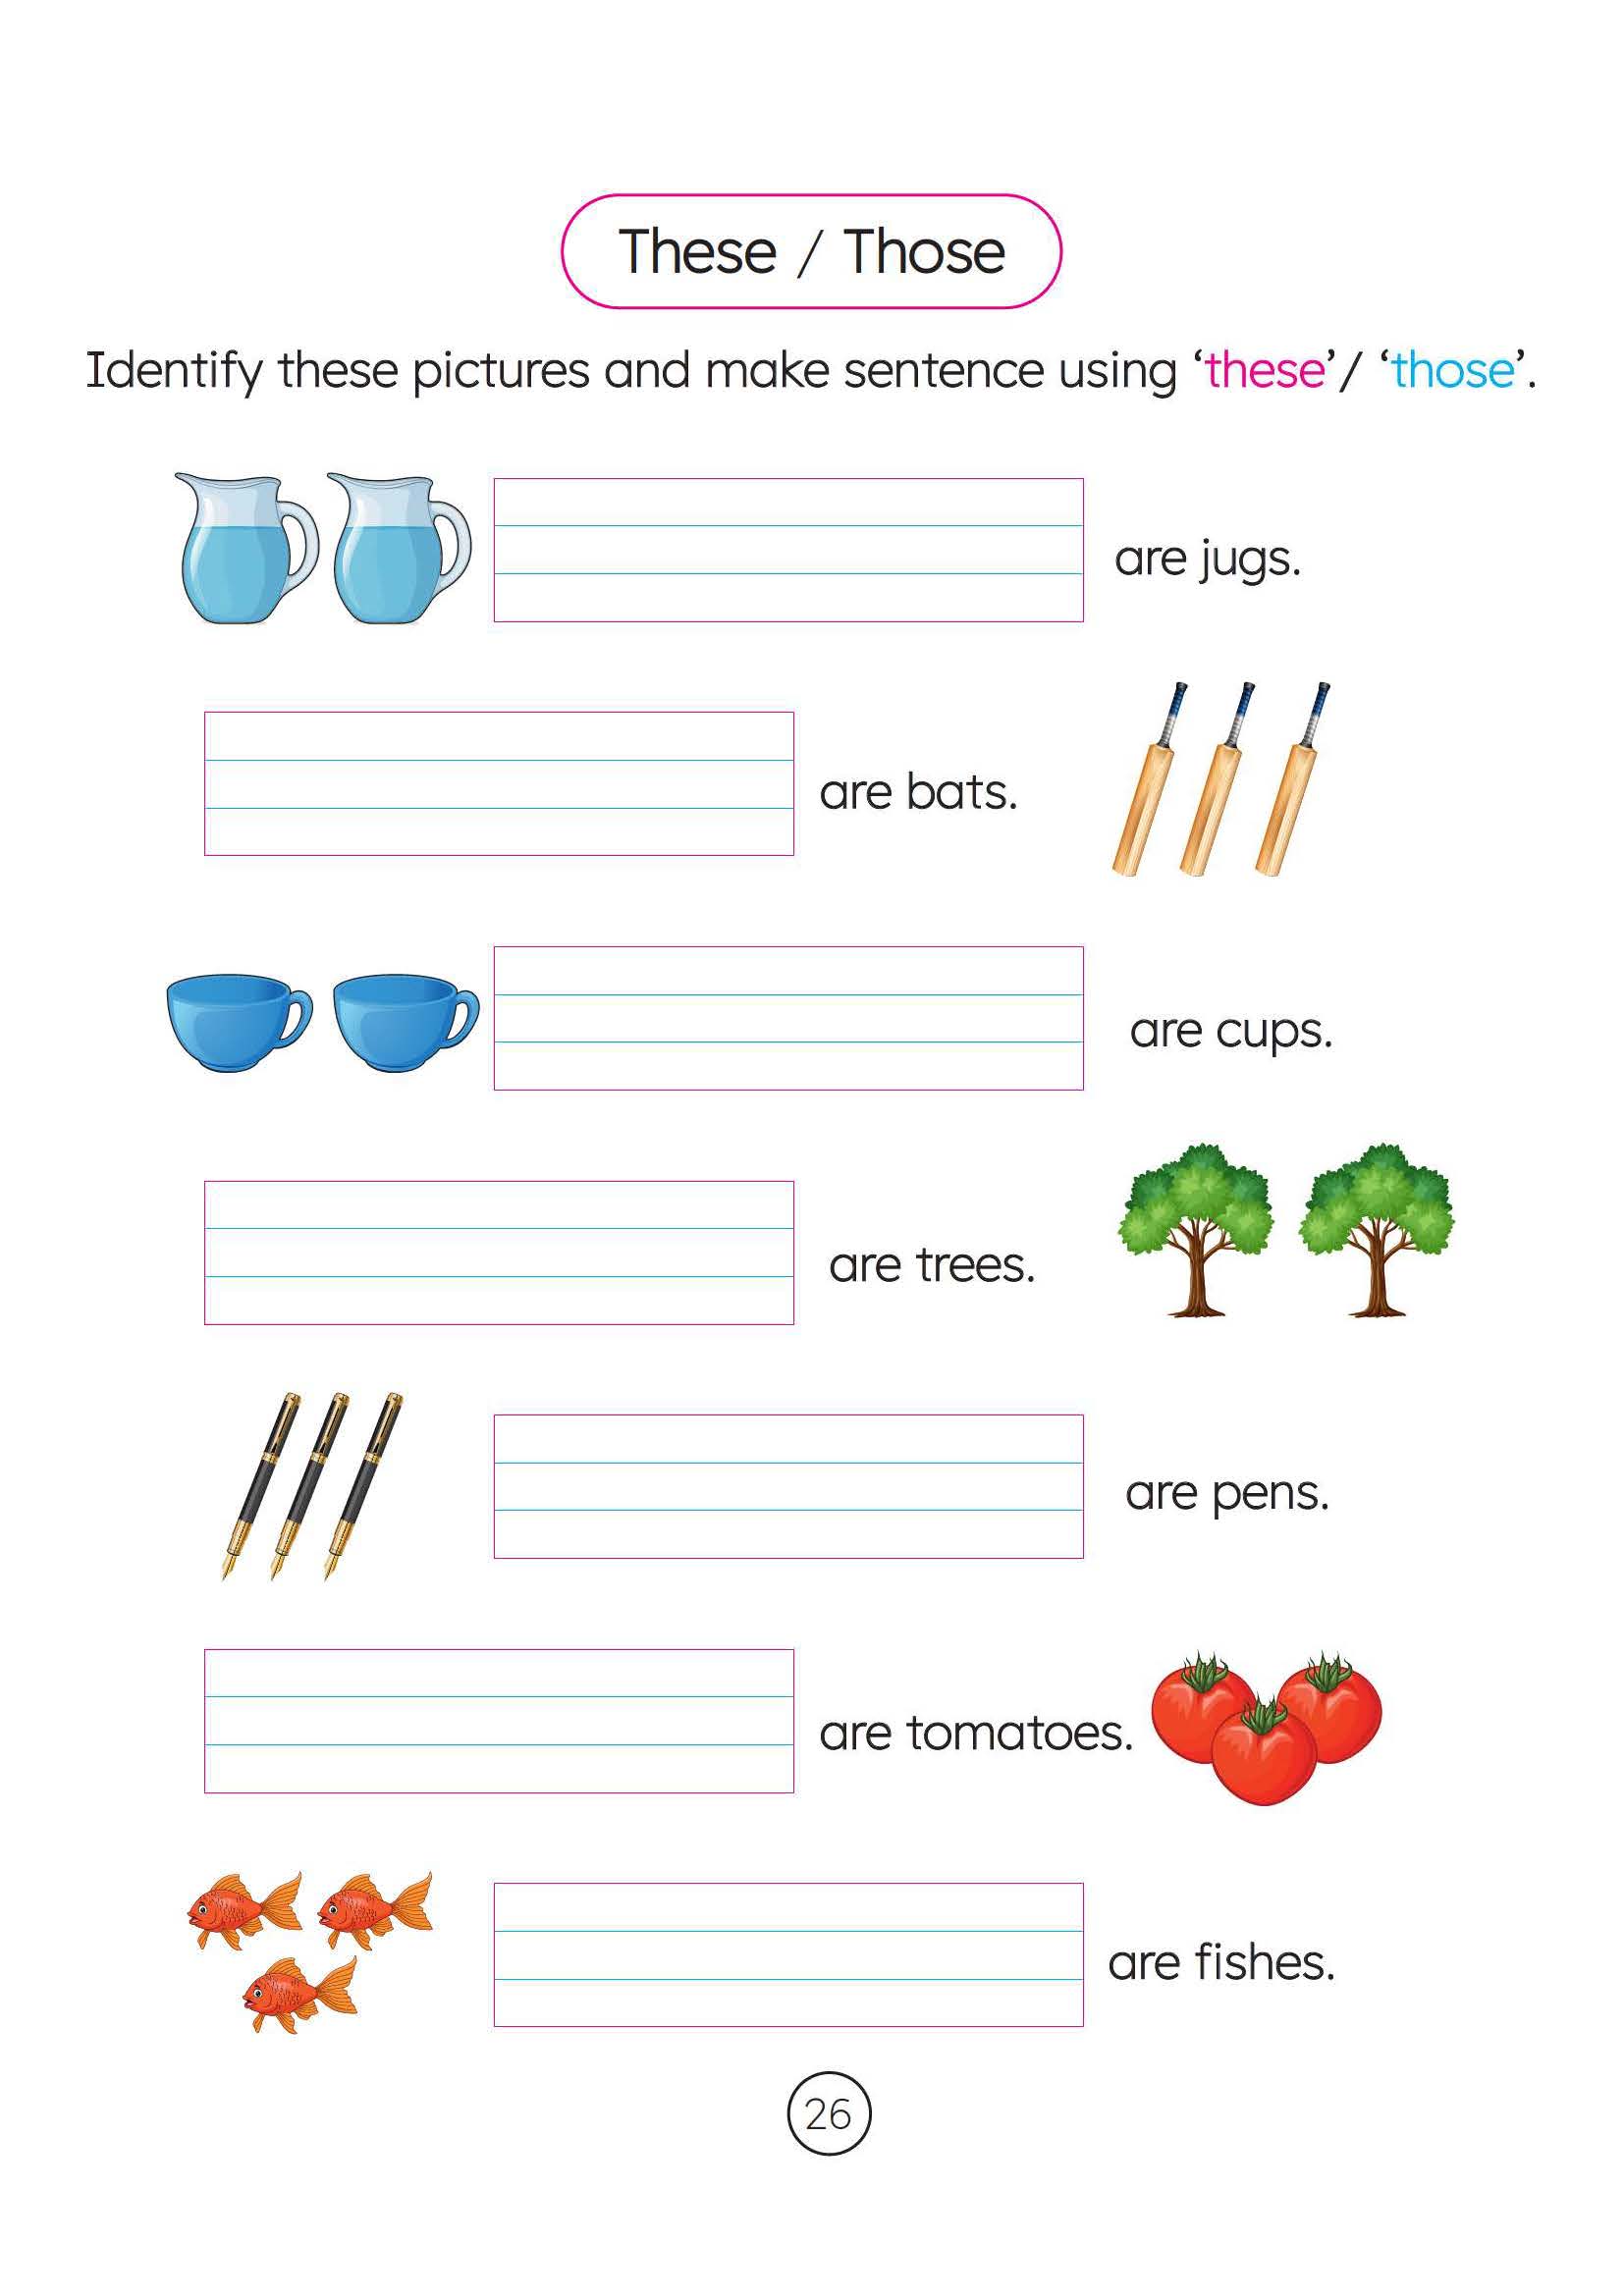 These / Those
Identify these pictures and make sentence using ‘these’/ ‘those’.
are jugs.
are bats.
are cups.
are trees.
are pens.
are tomatoes.
are fishes.
26